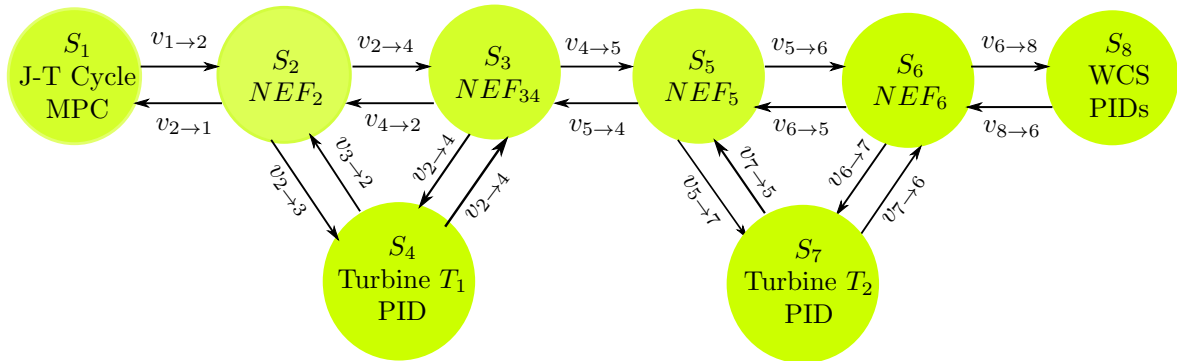 S₁
J-T Cycle
MPC
v₁→₂
v₂→₁
S₂
NEF₂
v₂→₄
v₄→₂
S₃
NEF₃₄
v₄→₅
v₅→₄
S₅
NEF₅
v₅→₆
v₆→₅
S₆
NEF₆
v₆→₈
v₈→₆
S₈
WCS
PIDs
v₂→₃
v₃→₂
v₂→₄
v₂→₄
v₅→₇
v₇→₅
v₆→₇
v₇→₆
S₄
Turbine T₁
PID
S₇
Turbine T₂
PID